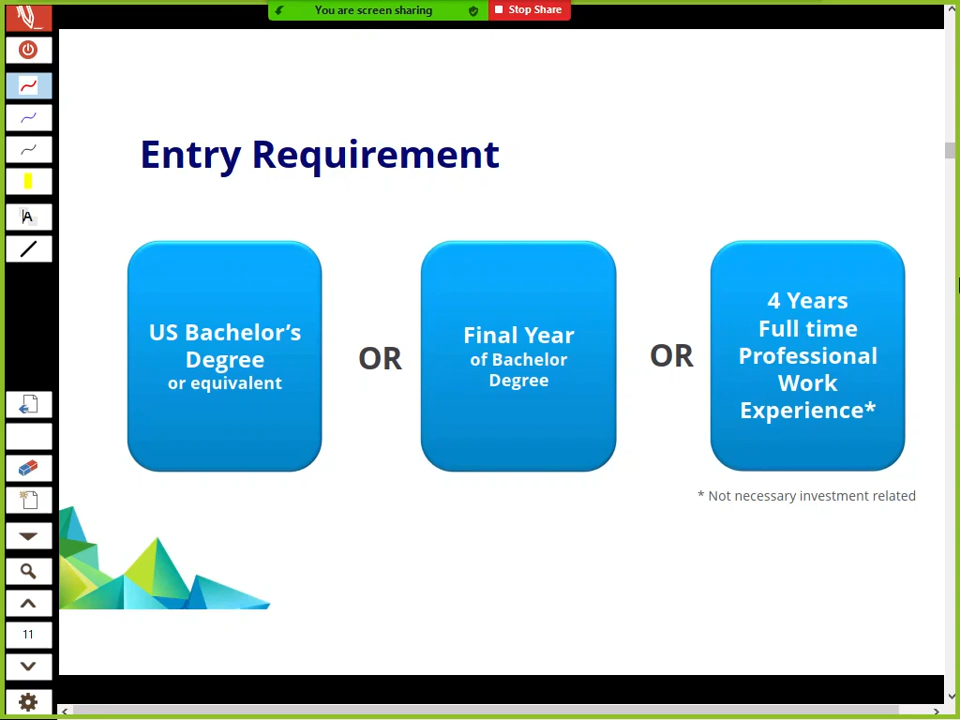 You are screen sharing
Stop Share
Entry Requirement
US Bachelor's
Degree
or equivalent
OR
Final Year
of Bachelor
Degree
OR
4 Years
Full time
Professional
Work
Experience*
* Not necessary investment related
A
11